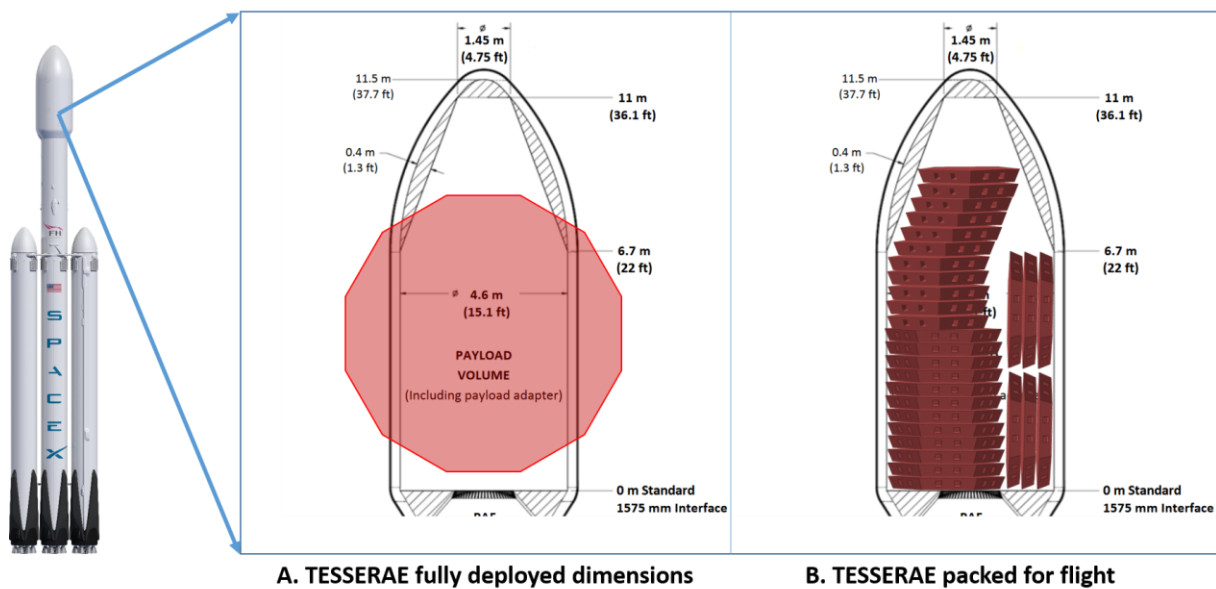 FH
SPACEX
ø
1.45 m
(4.75 ft)
11.5 m
(37.7 ft)
11 m
(36.1 ft)
0.4 m
(1.3 ft)
6.7 m
(22 ft)
ø 4.6 m
(15.1 ft)
PAYLOAD
VOLUME
(Including payload adapter)
0 m Standard
1575 mm Interface
ø
1.45 m
(4.75 ft)
11.5 m
(37.7 ft)
11 m
(36.1 ft)
0.4 m
(1.3 ft)
6.7 m
(22 ft)
0 m Standard
1575 mm Interface
A. TESSERAE fully deployed dimensions
B. TESSERAE packed for flight